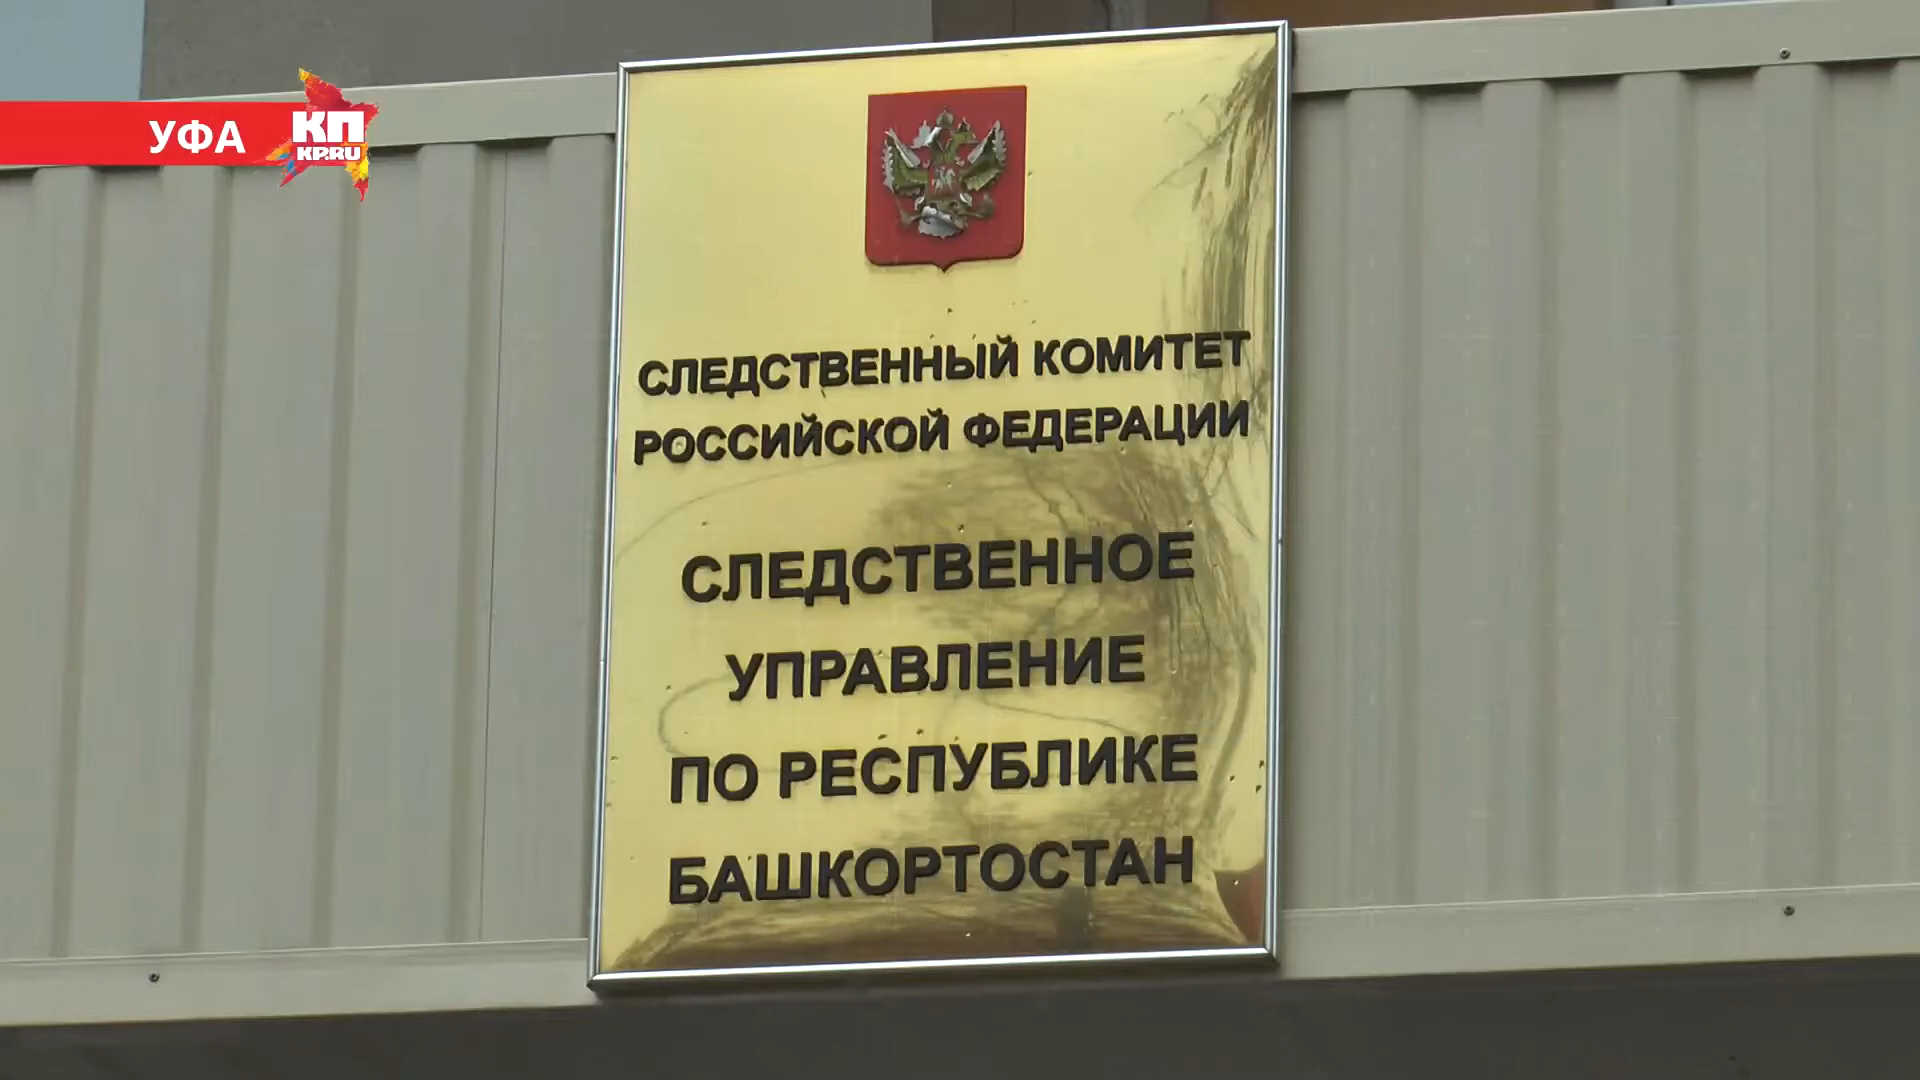 УФА
КП
KP.RU
СЛЕДСТВЕННЫЙ КОМИТЕТ
РОССИЙСКОЙ ФЕДЕРАЦИИ
СЛЕДСТВЕННОЕ
УПРАВЛЕНИЕ
ПО РЕСПУБЛИКЕ
БАШКОРТОСТАН